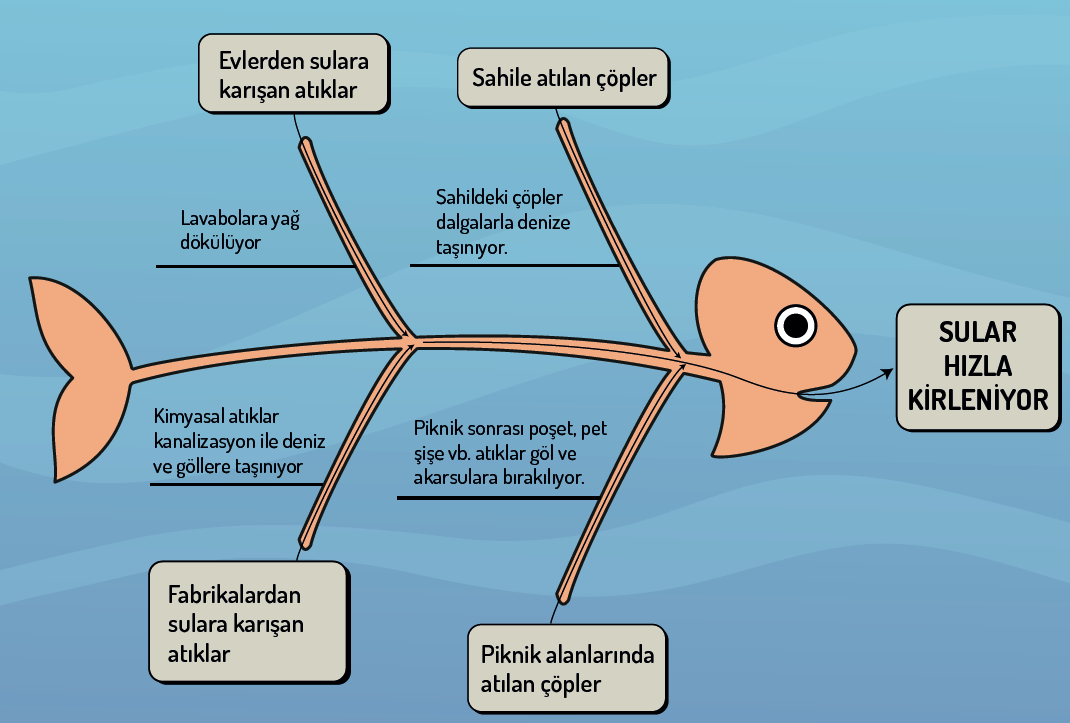 Evlerden sulara
karışan atıklar
Sahile atılan çöpler
Lavabolara yağ
dökülüyor
Sahildeki çöpler
dalgalarla denize
taşınıyor.
SULAR
HIZLA
KİRLENİYOR
Kimyasal atıklar
kanalizasyon ile deniz
ve göllere taşınıyor
Piknik sonrası poşet, pet
şişe vb. atıklar göl ve
akarsulara bırakılıyor.
Fabrikalardan
sulara karışan
atıklar
Piknik alanlarında
atılan çöpler